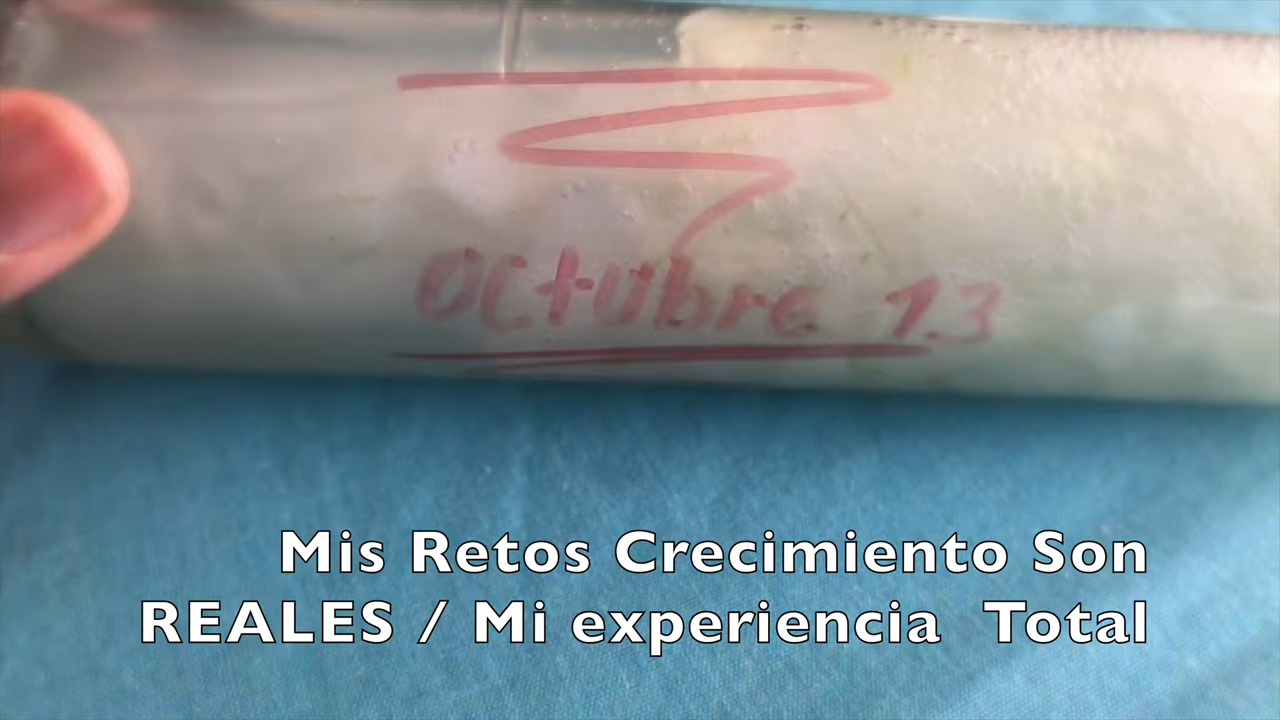 Octubre 13
Mis Retos Crecimiento Son
REALES / Mi experiencia Total